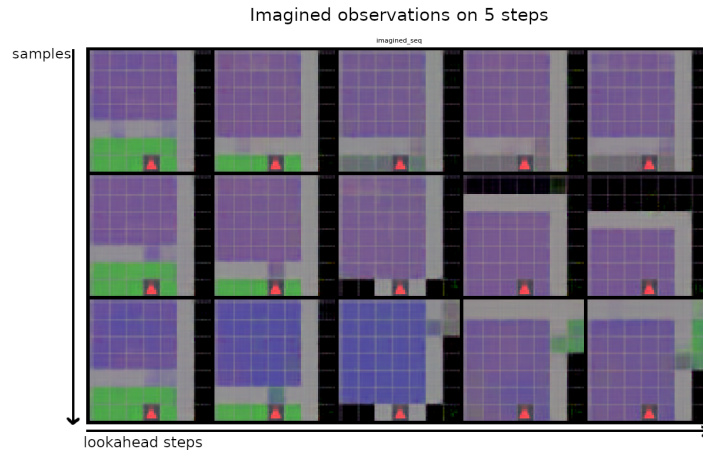 Imagined observations on 5 steps
imagined_seq
samples
lookahead steps